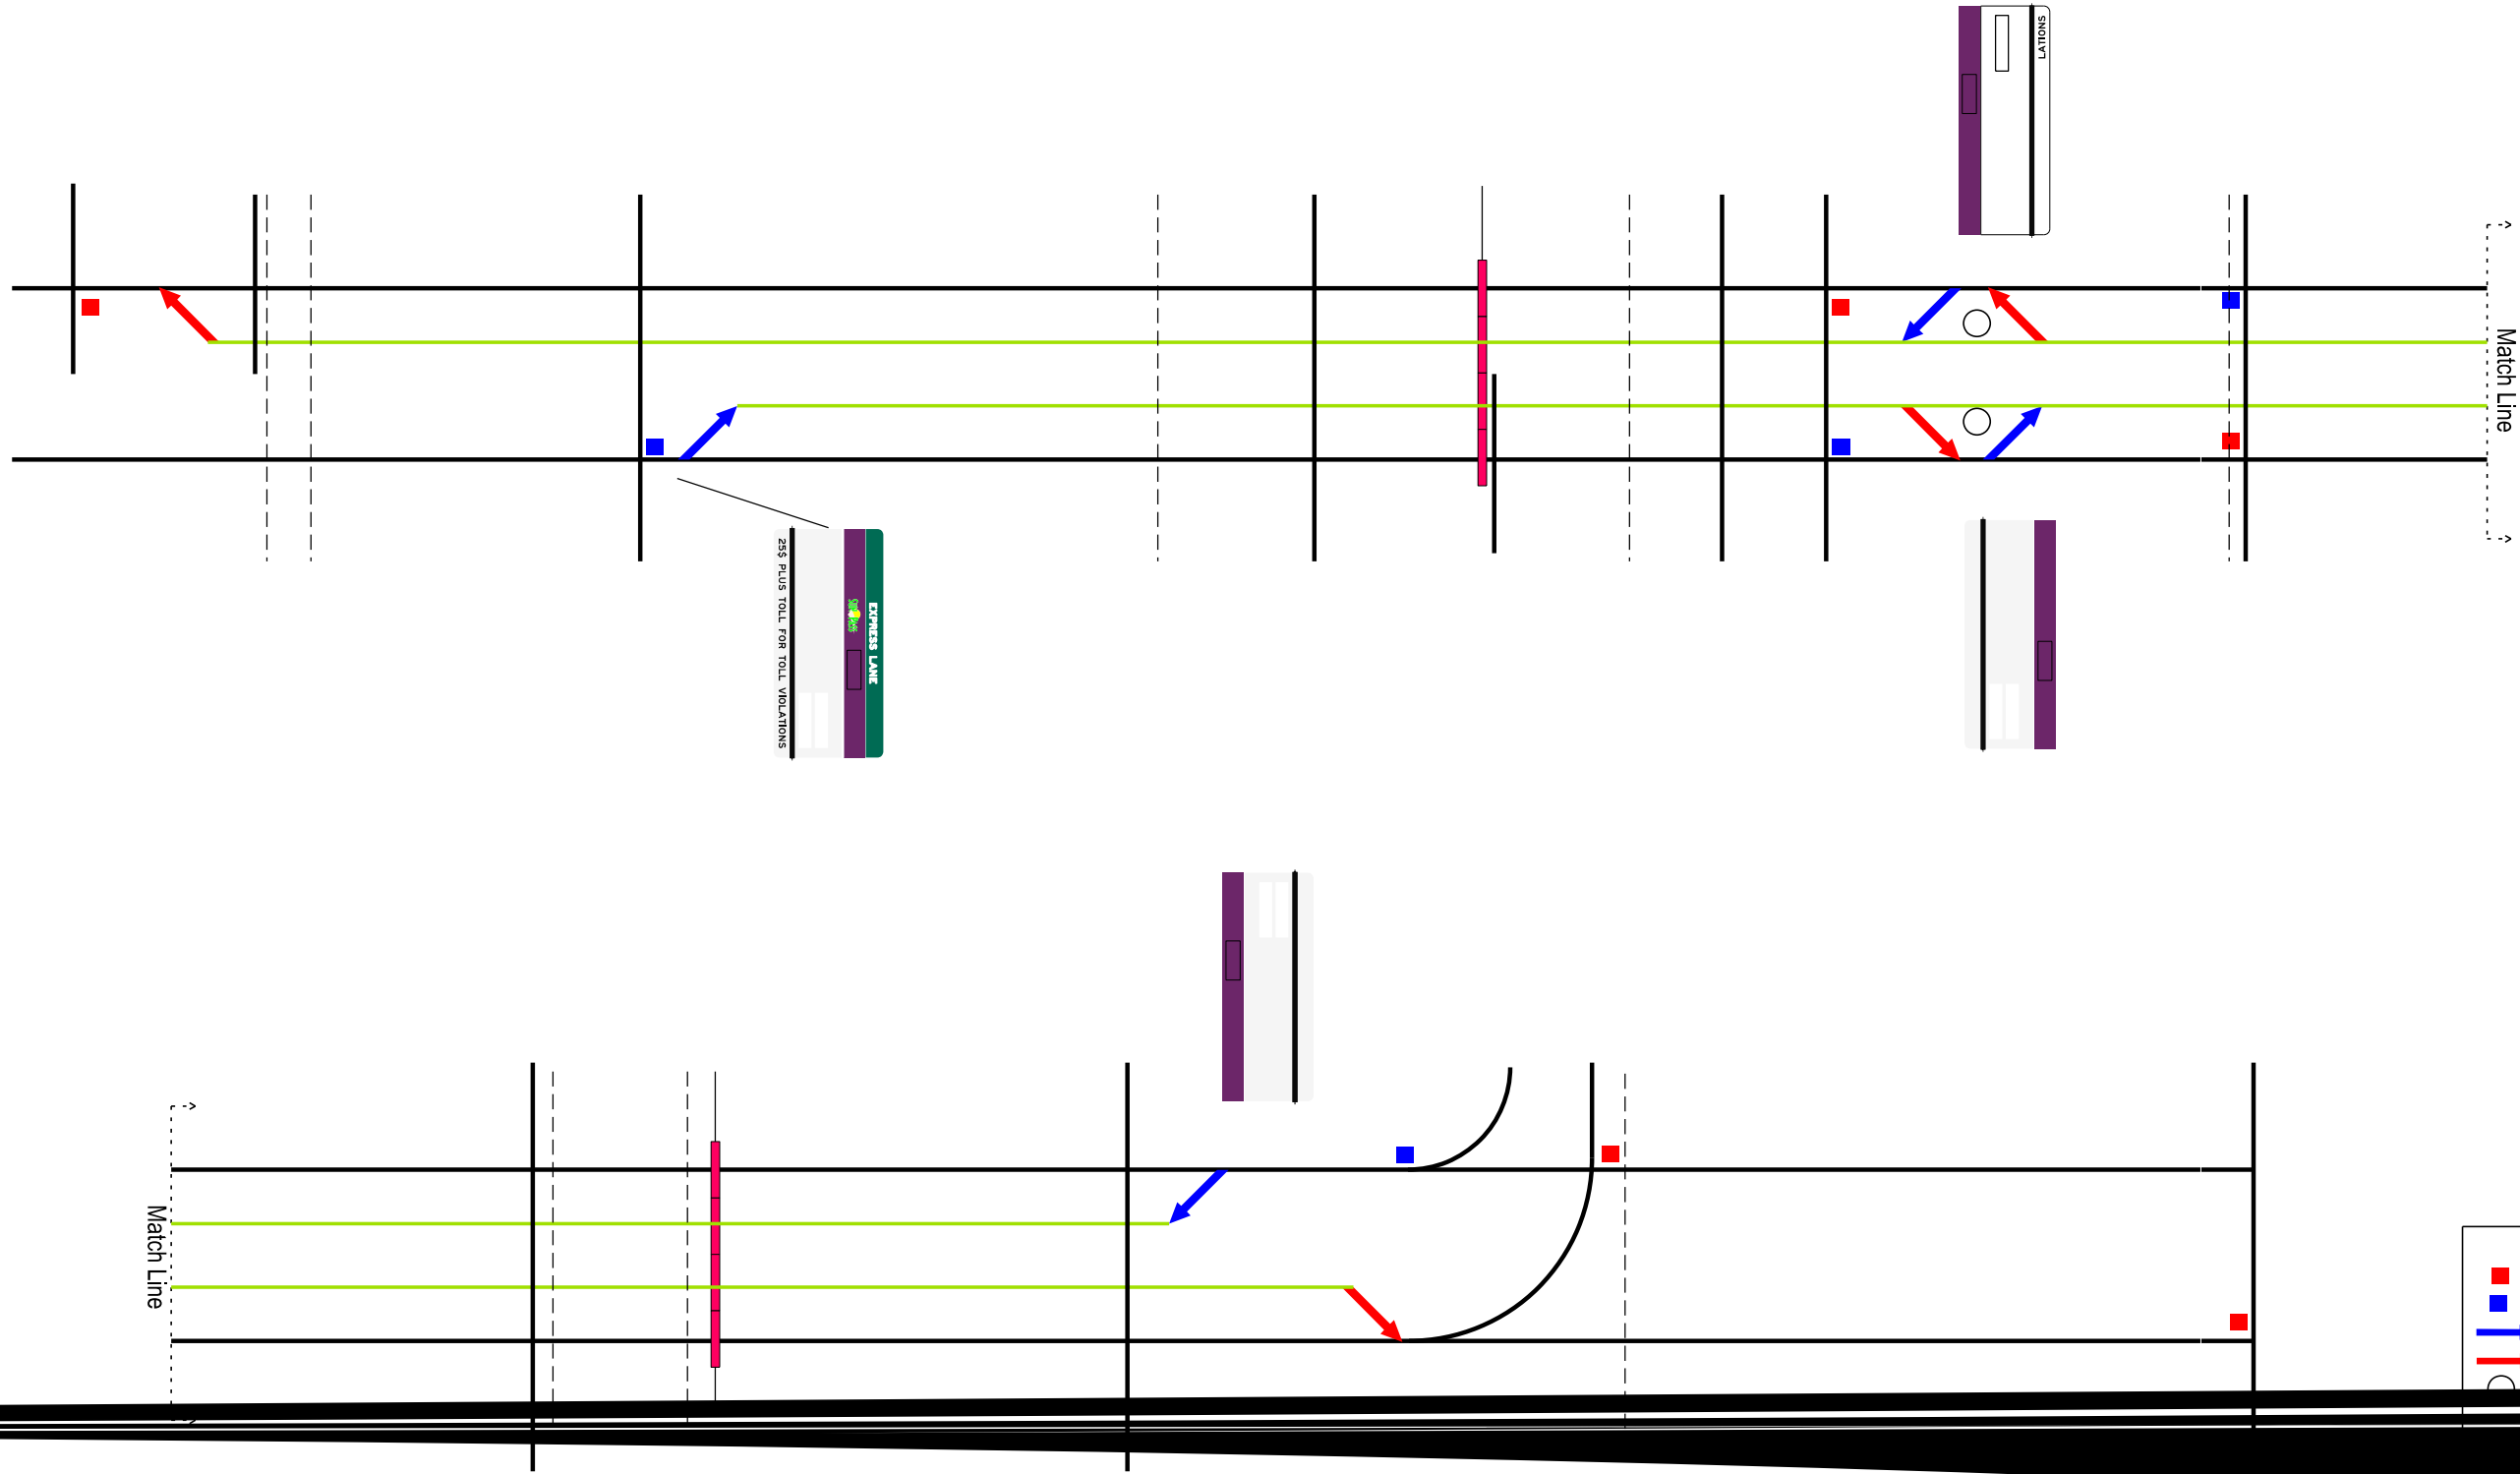 LATIONS
Match Line
EXPRESS LANE
25$ PLUS TOLL FOR TOLL VIOLATIONS
Match Line